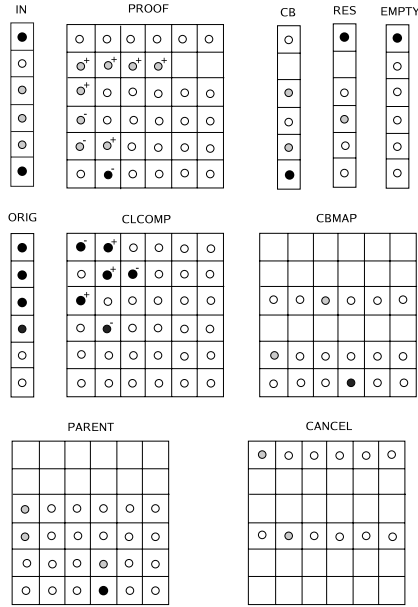 IN PROOF CB RES EMPTY
+ + + +
+
-
- +
-
ORIG CLCOMP CBMAP
- +
+ -
+
-
PARENT CANCEL